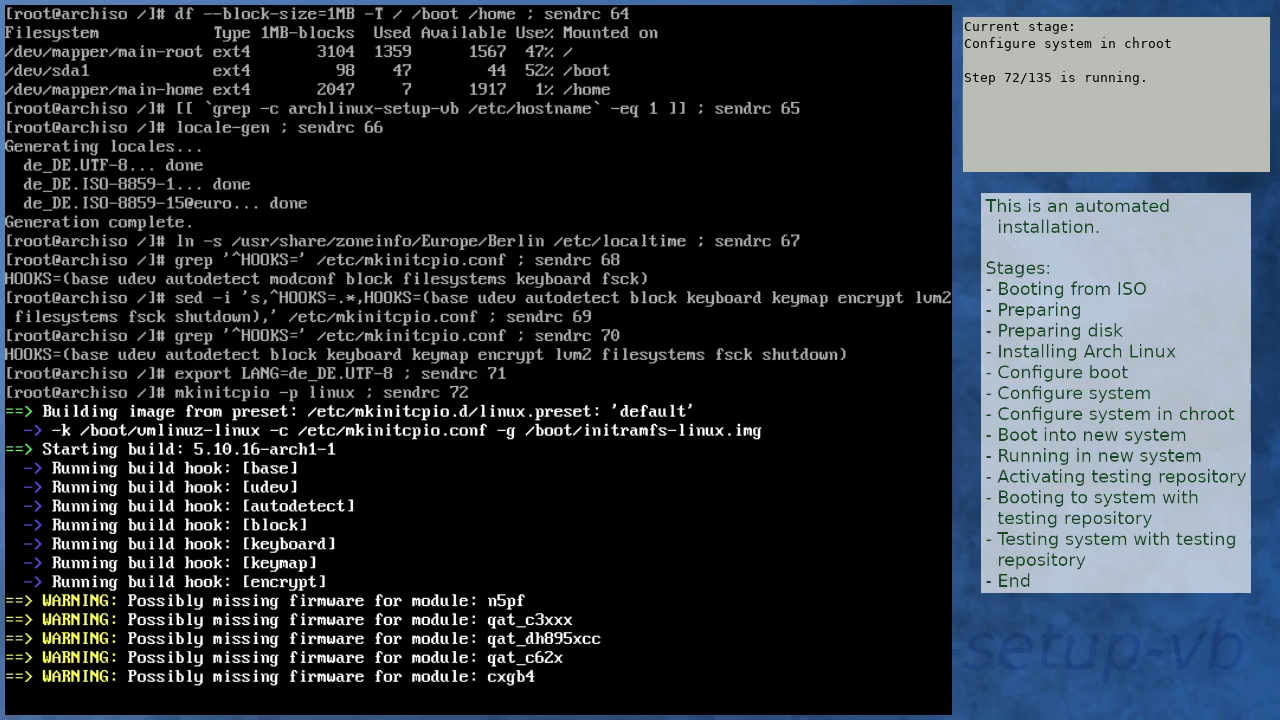 [root@archiso /]# df --block-size=1MB -T / /boot /home ; sendrc 64
Filesystem            Type 1MB-blocks  Used Available Use% Mounted on
/dev/mapper/main-root ext4       3104  1359      1567  47% /
/dev/sda1             ext4         98    47        44  52% /boot
/dev/mapper/main-home ext4       2047     7      1917   1% /home
[root@archiso /]# [[ `grep -c archlinux-setup-vb /etc/hostname` -eq 1 ]] ; sendrc 65
[root@archiso /]# locale-gen ; sendrc 66
Generating locales...
  de_DE.UTF-8... done
  de_DE.ISO-8859-1... done
  de_DE.ISO-8859-15@euro... done
Generation complete.
[root@archiso /]# ln -s /usr/share/zoneinfo/Europe/Berlin /etc/localtime ; sendrc 67
[root@archiso /]# grep '^HOOKS=' /etc/mkinitcpio.conf ; sendrc 68
HOOKS=(base udev autodetect modconf block filesystems keyboard fsck)
[root@archiso /]# sed -i 's,^HOOKS=.*,HOOKS=(base udev autodetect block keyboard keymap encrypt lvm2
 filesystems fsck shutdown),' /etc/mkinitcpio.conf ; sendrc 69
[root@archiso /]# grep '^HOOKS=' /etc/mkinitcpio.conf ; sendrc 70
HOOKS=(base udev autodetect block keyboard keymap encrypt lvm2 filesystems fsck shutdown)
[root@archiso /]# export LANG=de_DE.UTF-8 ; sendrc 71
[root@archiso /]# mkinitcpio -p linux ; sendrc 72
==> Building image from preset: /etc/mkinitcpio.d/linux.preset: 'default'
  -> -k /boot/vmlinuz-linux -c /etc/mkinitcpio.conf -g /boot/initramfs-linux.img
==> Starting build: 5.10.16-arch1-1
  -> Running build hook: [base]
  -> Running build hook: [udev]
  -> Running build hook: [autodetect]
  -> Running build hook: [block]
  -> Running build hook: [keyboard]
  -> Running build hook: [keymap]
  -> Running build hook: [encrypt]
==> WARNING: Possibly missing firmware for module: n5pf
==> WARNING: Possibly missing firmware for module: qat_c3xxx
==> WARNING: Possibly missing firmware for module: qat_dh895xcc
==> WARNING: Possibly missing firmware for module: qat_c62x
==> WARNING: Possibly missing firmware for module: cxgb4
Current stage:
Configure system in chroot
Step 72/135 is running.
This is an automated
installation.
Stages:
- Booting from ISO
- Preparing
- Preparing disk
- Installing Arch Linux
- Configure boot
- Configure system
- Configure system in chroot
- Boot into new system
- Running in new system
- Activating testing repository
- Booting to system with
testing repository
- Testing system with testing
repository
- End
setup-vb